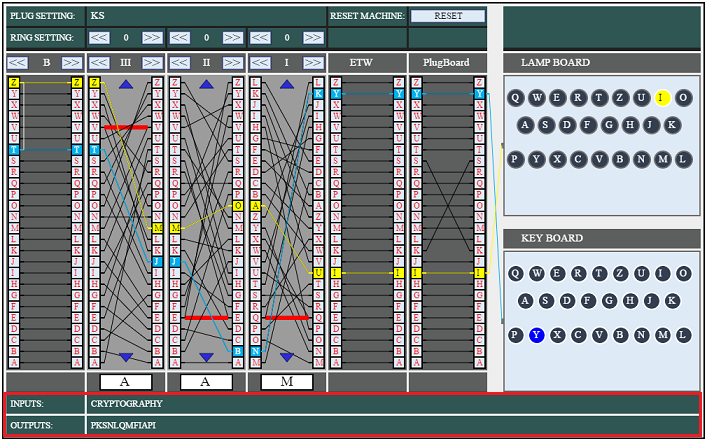 PLUG SETTING: KS RESET MACHINE: RESET
RING SETTING: << 0 >> << 0 >> << 0 >>
<< B >> << III >> << II >> << I >> ETW PlugBoard
Z Z Z Z Z Z L L Z Z Z Z
Y Y Y Y Y Y K K Y Y Y Y
X X X X X X J J X X X X
W W W W W W I I W W W W
V V V V V V H H V V V V
U U U U U U G G U U U U
T T T T T T F F T T T T
S S S S S S E E S S S S
R R R R R R D D R R R R
Q Q Q Q Q Q C C Q Q Q Q
P P P P P P B B P P P P
O O O O O O A A O O O O
N N N N N N Z Z N N N N
M M M M M M Y Y M M M M
L L L L L L X X L L L L
K K K K K K W W K K K K
J J J J J J V V J J J J
I I I I I I U U I I I I
H H H H H H T T H H H H
G G G G G G S S G G G G
F F F F F F R R F F F F
E E E E E E Q Q E E E E
D D D D D D P P D D D D
C C C C C C O O C C C C
B B B B B B N N B B B B
A A A A A A M M A A A A
A A M
LAMP BOARD
Q W E R T Z U I O
A S D F G H J K
P Y X C V B N M L
KEY BOARD
Q W E R T Z U I O
A S D F G H J K
P Y X C V B N M L
INPUTS: CRYPTOGRAPHY
OUTPUTS: PKSNLQMFIAPI